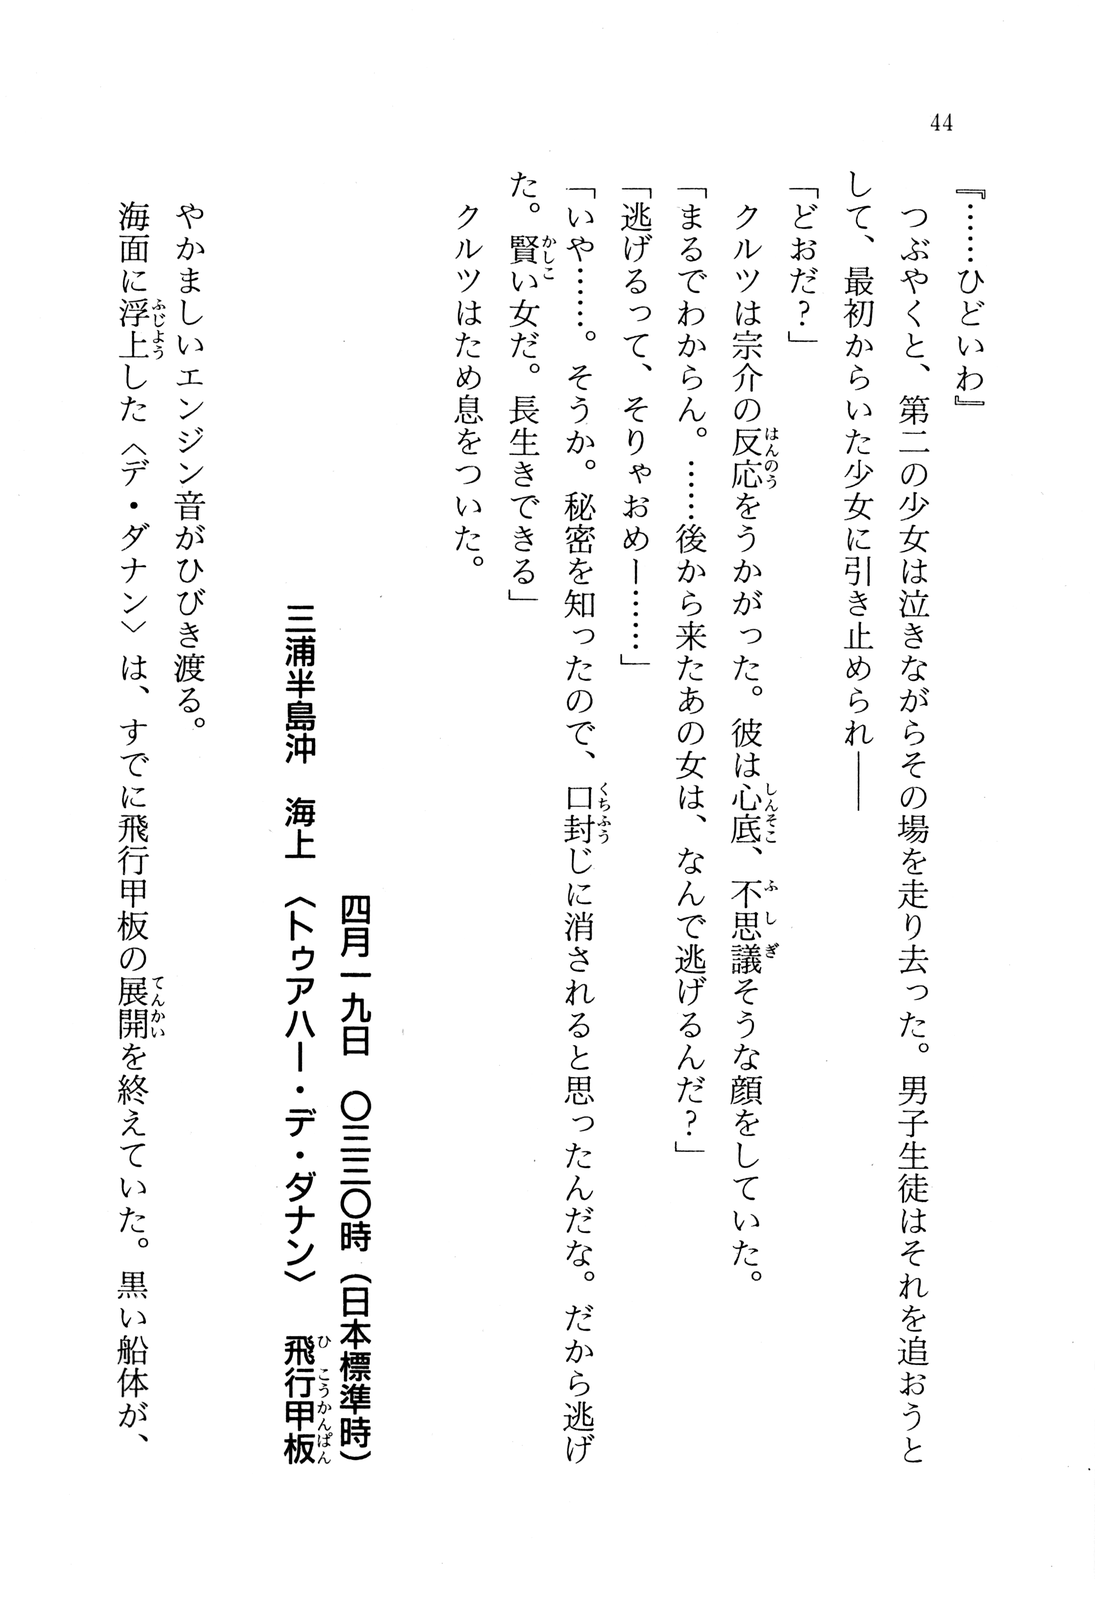 44
『……ひどいわ』
つぶやくと、第二の少女は泣きながらその場を走り去った。男子生徒はそれを追おうと
して、最初からいた少女に引き止められ――
「どおだ？」
クルツは宗介の反応をうかがった。彼は心底、不思議そうな顔をしていた。
「まるでわからん。……後から来たあの女は、なんで逃げるんだ？」
「逃げるって、そりゃおめー……」
「いや……。そうか。秘密を知ったので、口封じに消されると思ったんだな。だから逃げ
た。賢い女だ。長生きできる」
クルツはため息をついた。
四月一九日　〇三三〇時（日本標準時）
三浦半島沖　海上　〈トゥアハー・デ・ダナン〉　飛行甲板
やかましいエンジン音がひびき渡る。
海面に浮上した〈デ・ダナン〉は、すでに飛行甲板の展開を終えていた。黒い船体が、